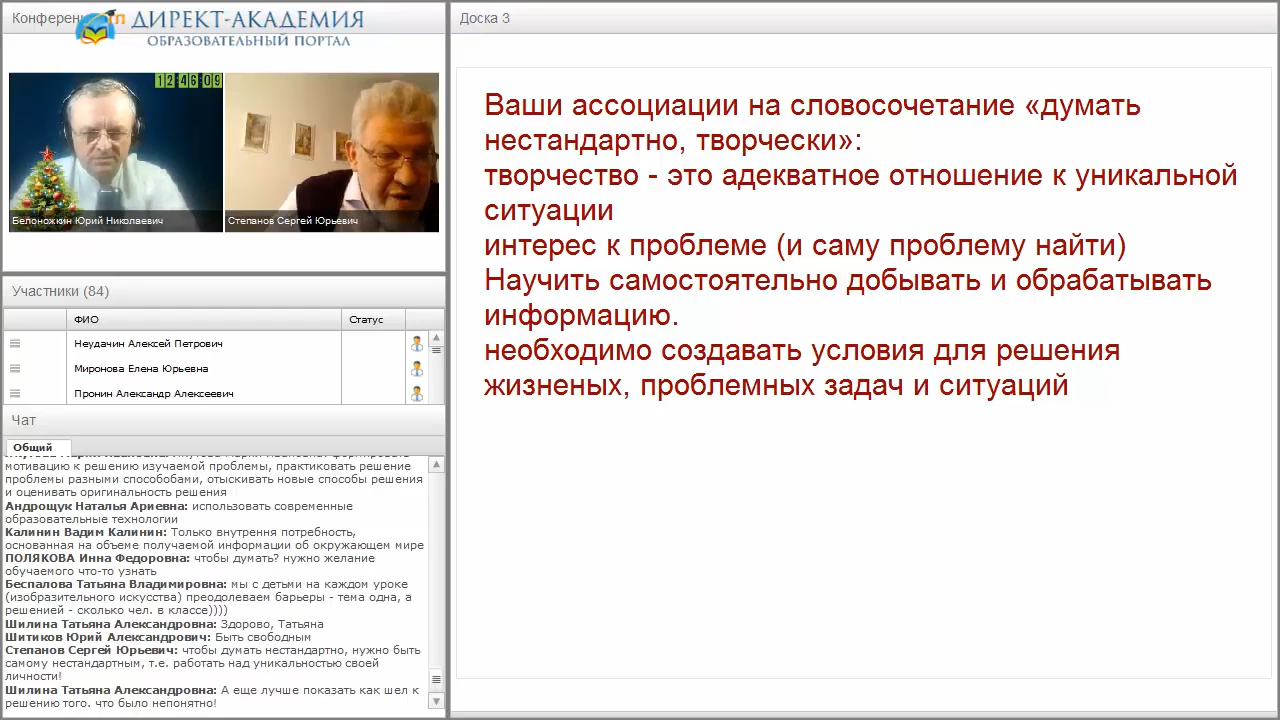 Конферен
ДИРЕКТ-АКАДЕМИЯ
ОБРАЗОВАТЕЛЬНЫЙ ПОРТАЛ
12:46:09
Белоножкин Юрий Николаевич
Степанов Сергей Юрьевич
Участники (84)
ФИО Статус
Неудачин Алексей Петрович
Миронова Елена Юрьевна
Пронин Александр Алексеевич
Чат
Общий
мотивацию к решению изучаемой проблемы, практиковать решение
проблемы разными способобами, отыскивать новые способы решения
и оценивать оригинальность решения
Андрощук Наталья Ариевна: использовать современные
образовательные технологии
Калинин Вадим Калинин: Только внутрення потребность,
основанная на объеме получаемой информации об окружающем мире
ПОЛЯКОВА Инна Федоровна: чтобы думать? нужно желание
обучаемого что-то узнать
Беспалова Татьяна Владимировна: мы с детьми на каждом уроке
(изобразительного искусства) преодолеваем барьеры - тема одна, а
решенией - сколько чел. в классе))))
Шилина Татьяна Александровна: Здорово, Татьяна
Шитиков Юрий Александрович: Быть свободным
Степанов Сергей Юрьевич: чтобы думать нестандартно, нужно быть
самому нестандартным, т.е. работать над уникальностью своей
личности!
Шилина Татьяна Александровна: А еще лучше показать как шел к
решению того. что было непонятно!
Доска 3
Ваши ассоциации на словосочетание «думать
нестандартно, творчески»:
творчество - это адекватное отношение к уникальной
ситуации
интерес к проблеме (и саму проблему найти)
Научить самостоятельно добывать и обрабатывать
информацию.
необходимо создавать условия для решения
жизненых, проблемных задач и ситуаций